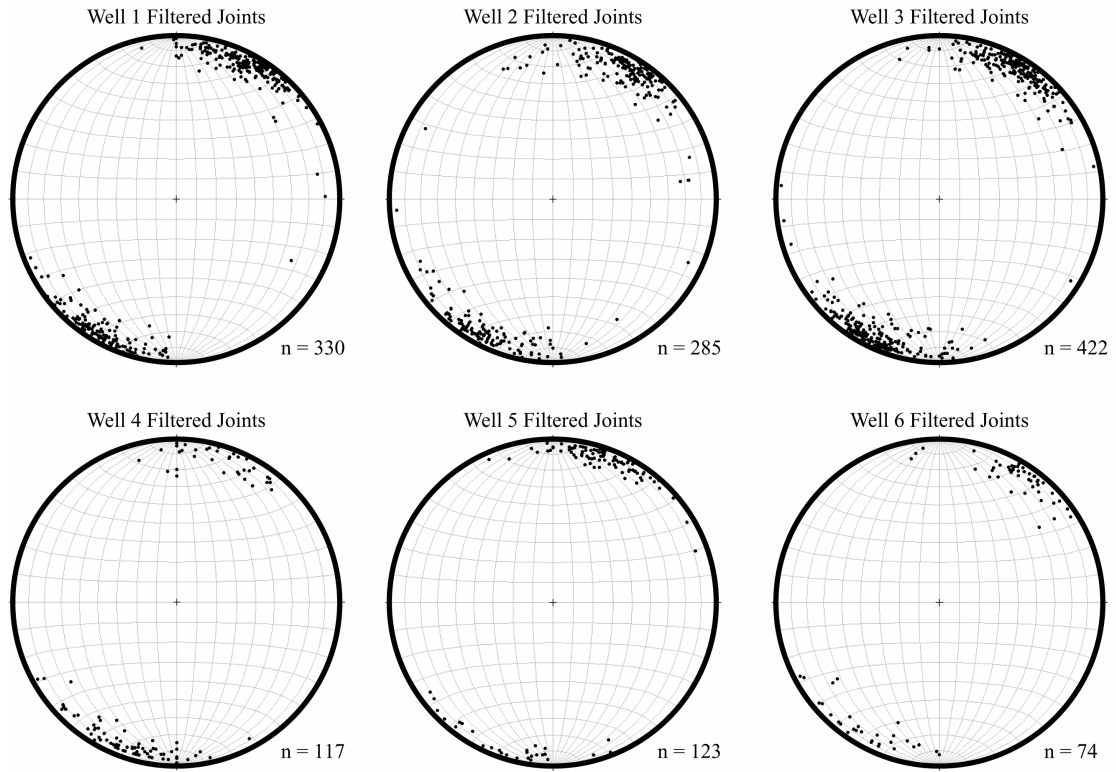 Well 1 Filtered Joints
Well 2 Filtered Joints
Well 3 Filtered Joints
n = 330
n = 285
n = 422
Well 4 Filtered Joints
Well 5 Filtered Joints
Well 6 Filtered Joints
n = 117
n = 123
n = 74